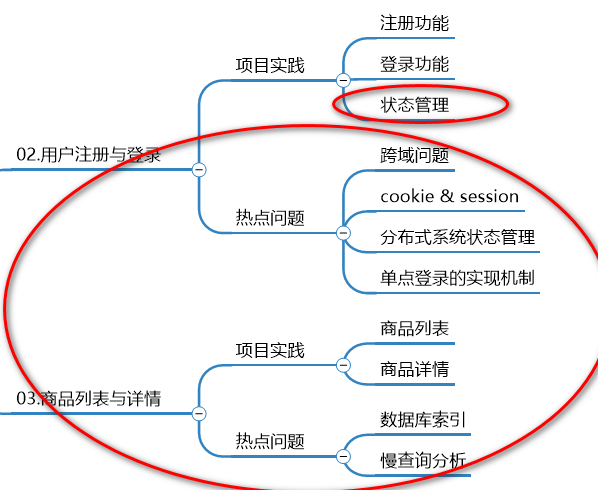 注册功能
项目实践
登录功能
状态管理
02.用户注册与登录
跨域问题
cookie & session
热点问题
分布式系统状态管理
单点登录的实现机制
商品列表
项目实践
商品详情
03.商品列表与详情
数据库索引
热点问题
慢查询分析